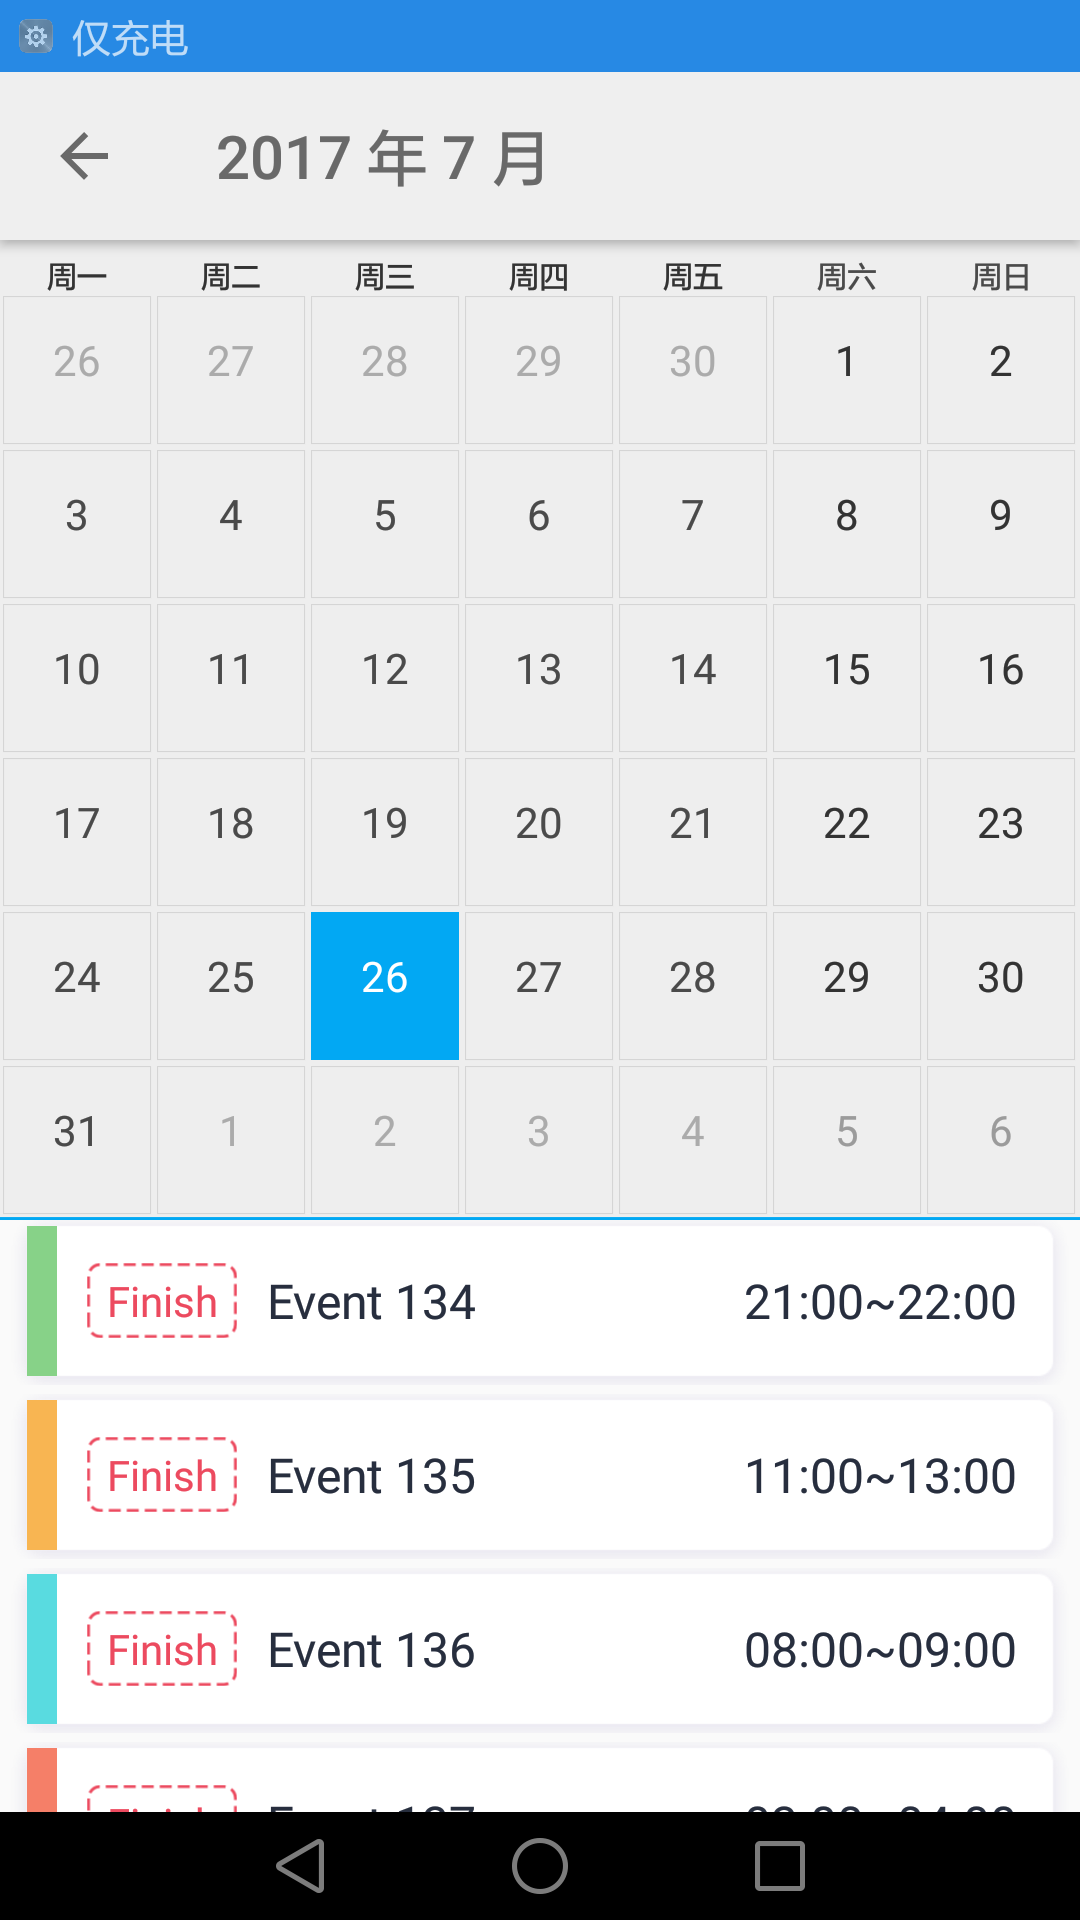 仅充电
2017 年 7 月
周一 周二 周三 周四 周五 周六 周日
26 27 28 29 30 1 2
3 4 5 6 7 8 9
10 11 12 13 14 15 16
17 18 19 20 21 22 23
24 25 26 27 28 29 30
31 1 2 3 4 5 6
Finish Event 134 21:00~22:00
Finish Event 135 11:00~13:00
Finish Event 136 08:00~09:00